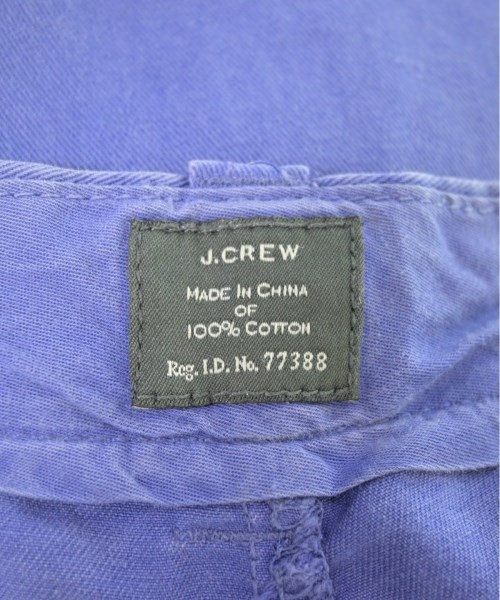 J.CREW
MADE IN CHINA
OF
100% COTTON
Reg. I.D. No. 77388